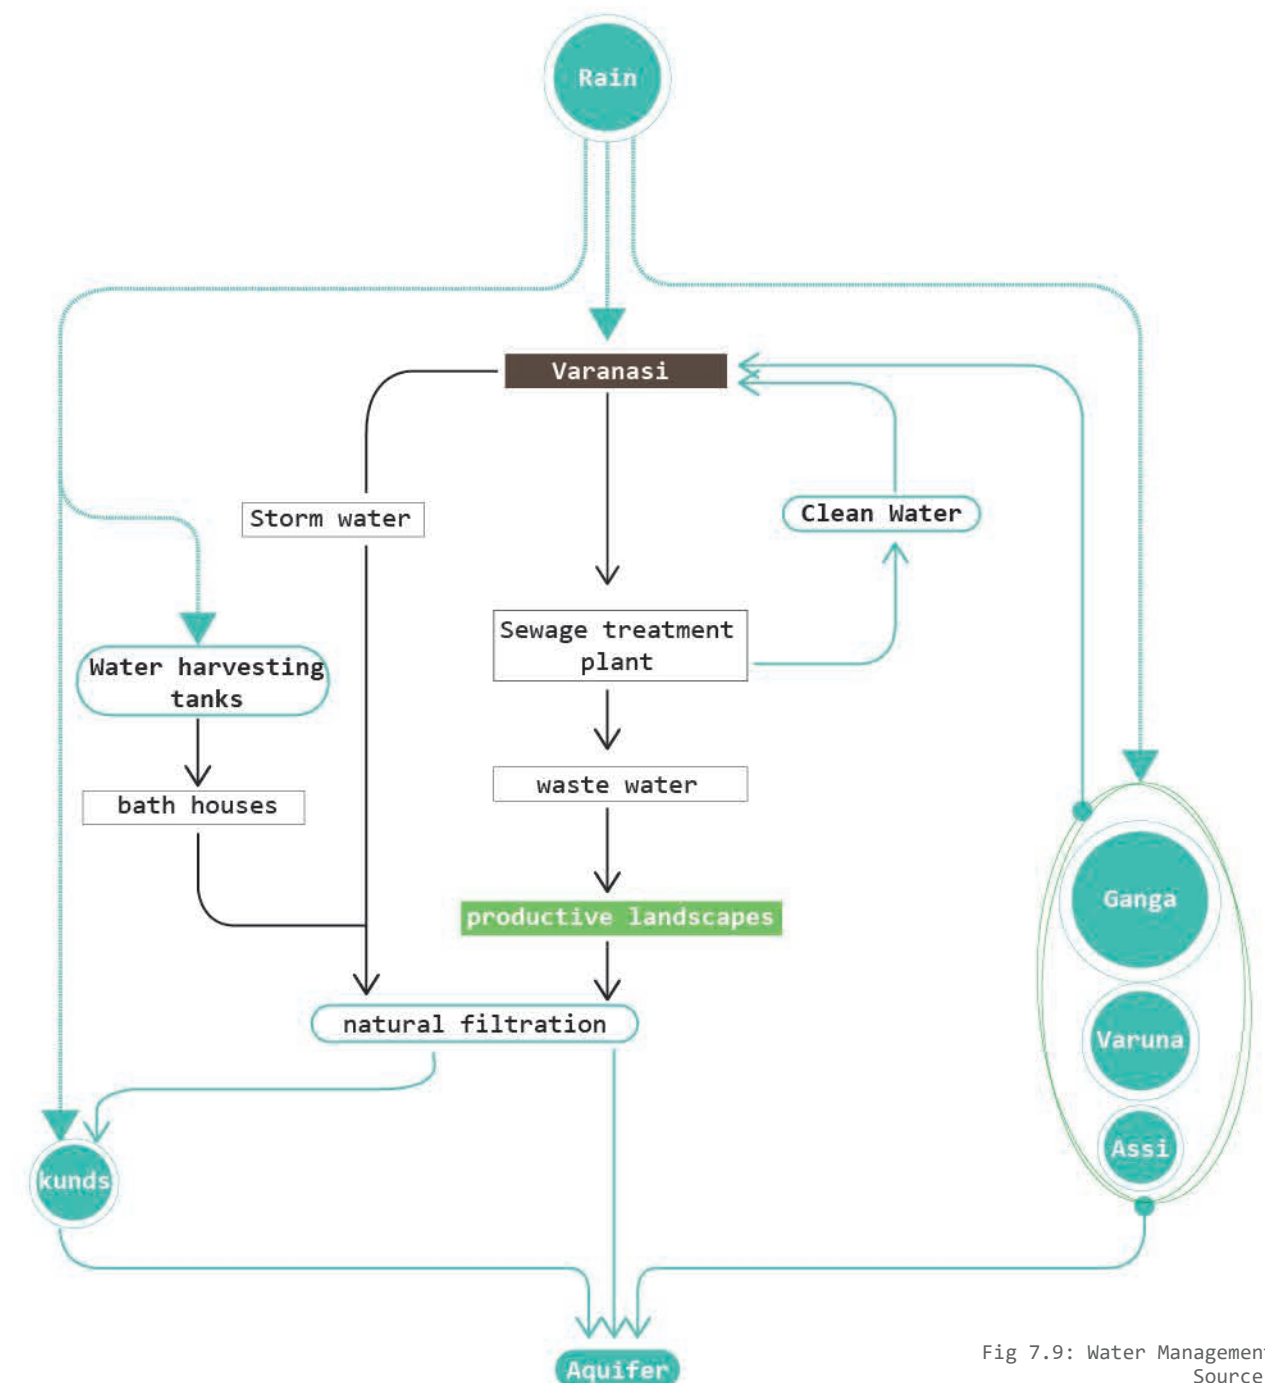 Rain
Varanasi
Storm water
Clean Water
Sewage treatment
plant
Water harvesting
tanks
waste water
bath houses
Ganga
productive landscapes
natural filtration
Varuna
Assi
kunds
Aquifer
Fig 7.9: Water Management
Source